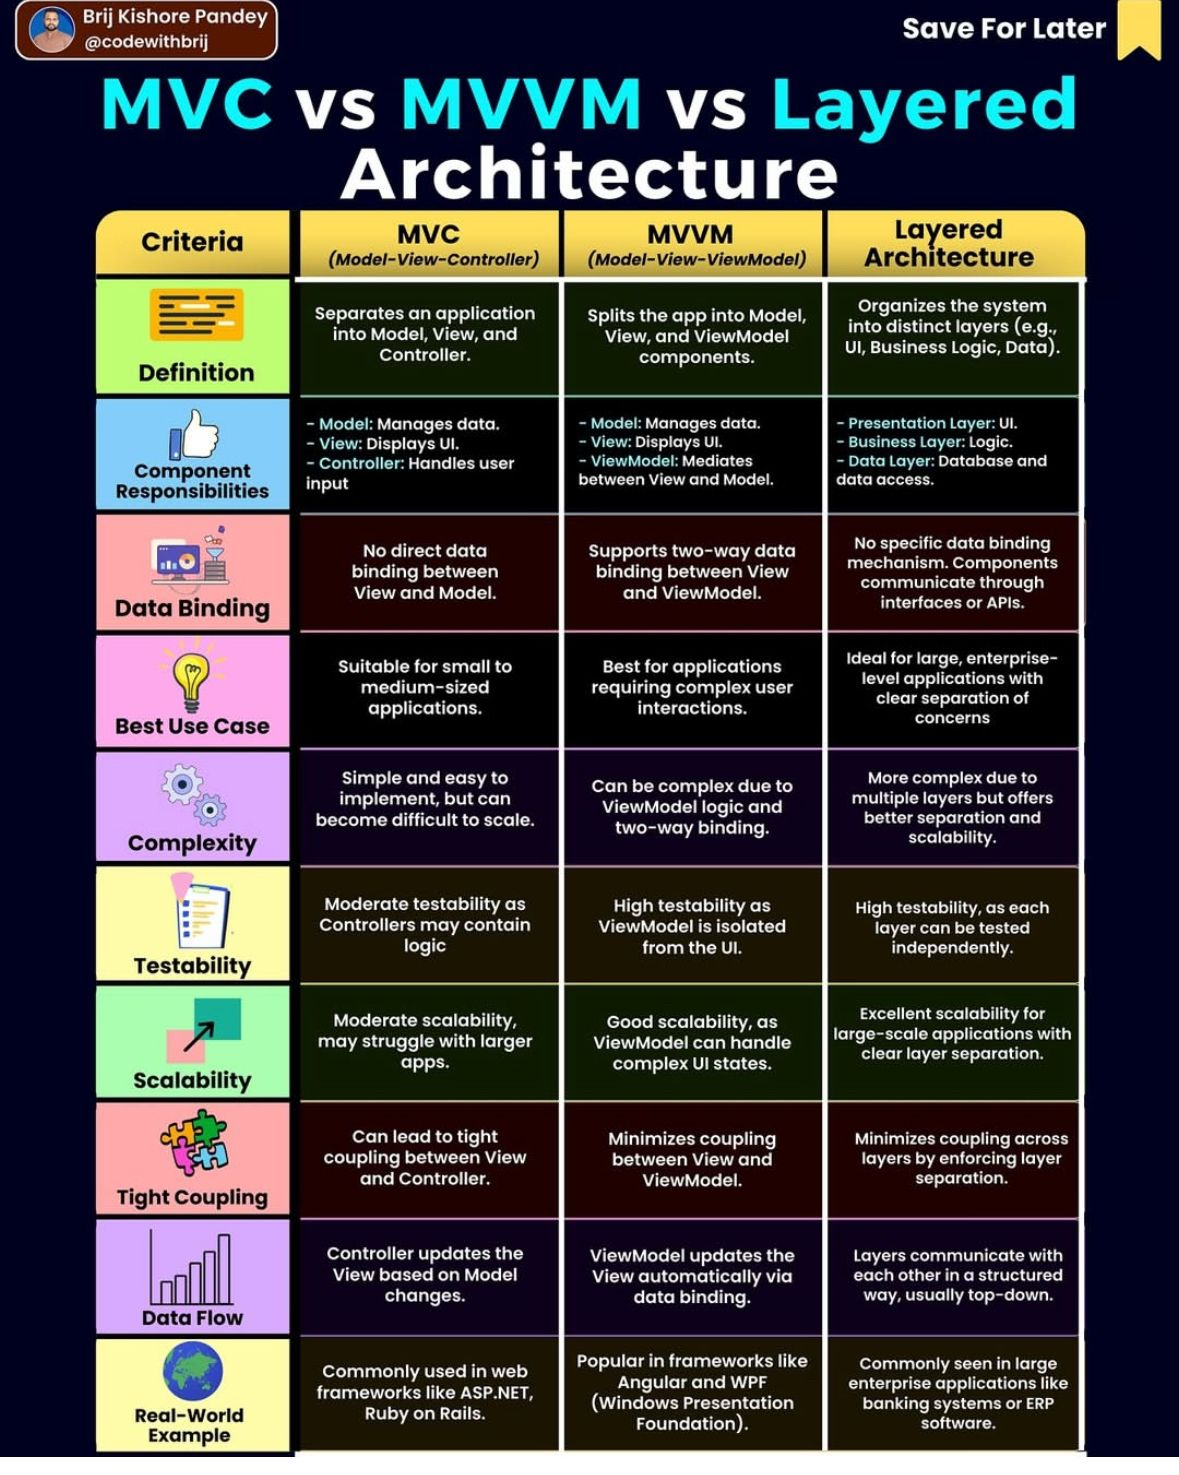 Brij Kishore Pandey
@codewithbrij
Save For Later
MVC vs MVVM vs Layered
Architecture
Criteria
MVC
(Model-View-Controller)
MVVM
(Model-View-ViewModel)
Layered
Architecture
Definition
Separates an application
into Model, View, and
Controller.
Splits the app into Model,
View, and ViewModel
components.
Organizes the system
into distinct layers (e.g.,
UI, Business Logic, Data).
Component
Responsibilities
- Model: Manages data.
- View: Displays UI.
- Controller: Handles user
input
- Model: Manages data.
- View: Displays UI.
- ViewModel: Mediates
between View and Model.
- Presentation Layer: UI.
- Business Layer: Logic.
- Data Layer: Database and
data access.
Data Binding
No direct data
binding between
View and Model.
Supports two-way data
binding between View
and ViewModel.
No specific data binding
mechanism. Components
communicate through
interfaces or APIs.
Best Use Case
Suitable for small to
medium-sized
applications.
Best for applications
requiring complex user
interactions.
Ideal for large, enterprise-
level applications with
clear separation of
concerns
Complexity
Simple and easy to
implement, but can
become difficult to scale.
Can be complex due to
ViewModel logic and
two-way binding.
More complex due to
multiple layers but offers
better separation and
scalability.
Testability
Moderate testability as
Controllers may contain
logic
High testability as
ViewModel is isolated
from the UI.
High testability, as each
layer can be tested
independently.
Scalability
Moderate scalability,
may struggle with larger
apps.
Good scalability, as
ViewModel can handle
complex UI states.
Excellent scalability for
large-scale applications with
clear layer separation.
Tight Coupling
Can lead to tight
coupling between View
and Controller.
Minimizes coupling
between View and
ViewModel.
Minimizes coupling across
layers by enforcing layer
separation.
Data Flow
Controller updates the
View based on Model
changes.
ViewModel updates the
View automatically via
data binding.
Layers communicate with
each other in a structured
way, usually top-down.
Real-World
Example
Commonly used in web
frameworks like ASP.NET,
Ruby on Rails.
Popular in frameworks like
Angular and WPF
(Windows Presentation
Foundation).
Commonly seen in large
enterprise applications like
banking systems or ERP
software.